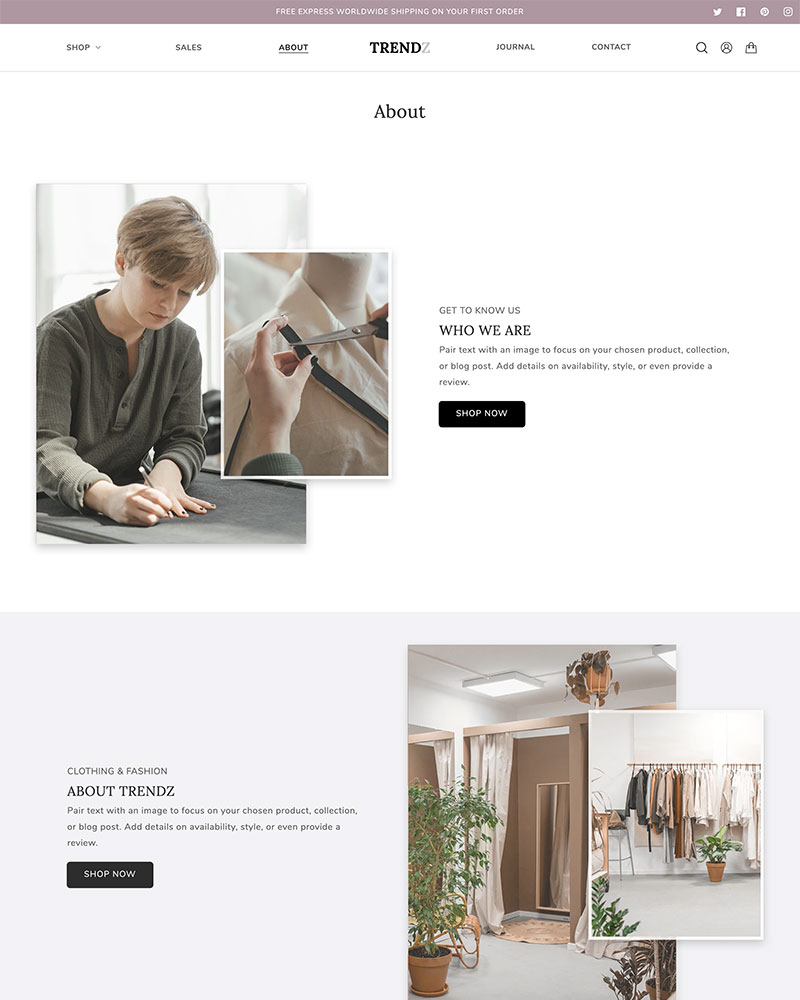 FREE EXPRESS WORLDWIDE SHIPPING ON YOUR FIRST ORDER
SHOP SALES ABOUT TRENDZ JOURNAL CONTACT
About
GET TO KNOW US
WHO WE ARE
Pair text with an image to focus on your chosen product, collection,
or blog post. Add details on availability, style, or even provide a
review.
SHOP NOW
CLOTHING & FASHION
ABOUT TRENDZ
Pair text with an image to focus on your chosen product, collection,
or blog post. Add details on availability, style, or even provide a
review.
SHOP NOW